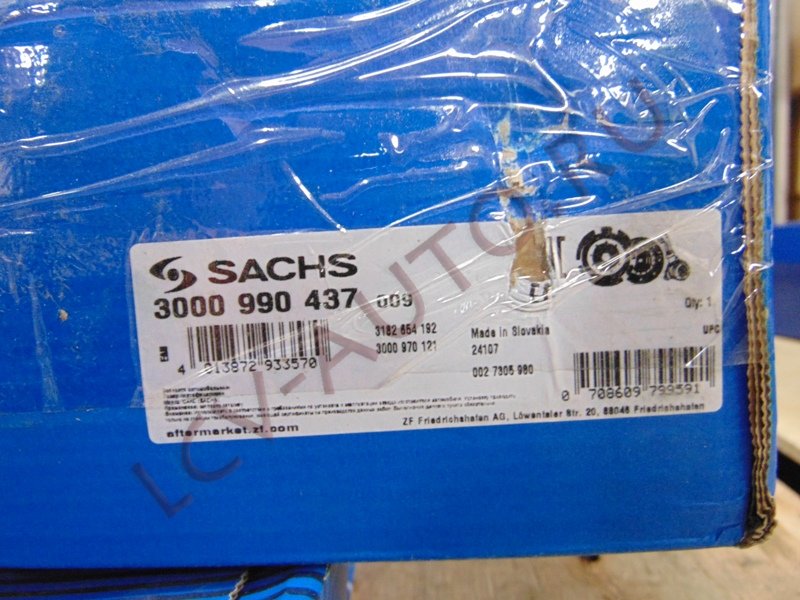 SACHS
3000 990 437 009
EAN
4 013872 933570
3182 654 192
3000 970 121
Made in Slovakia
24107
002 7305 980
Qty: 1
UPC
0 708609 799591
aftermarket.zf.com
ZF Friedrichshafen AG, Löwentaler Str. 20, 88046 Friedrichshafen
LCV-AUTO.RU